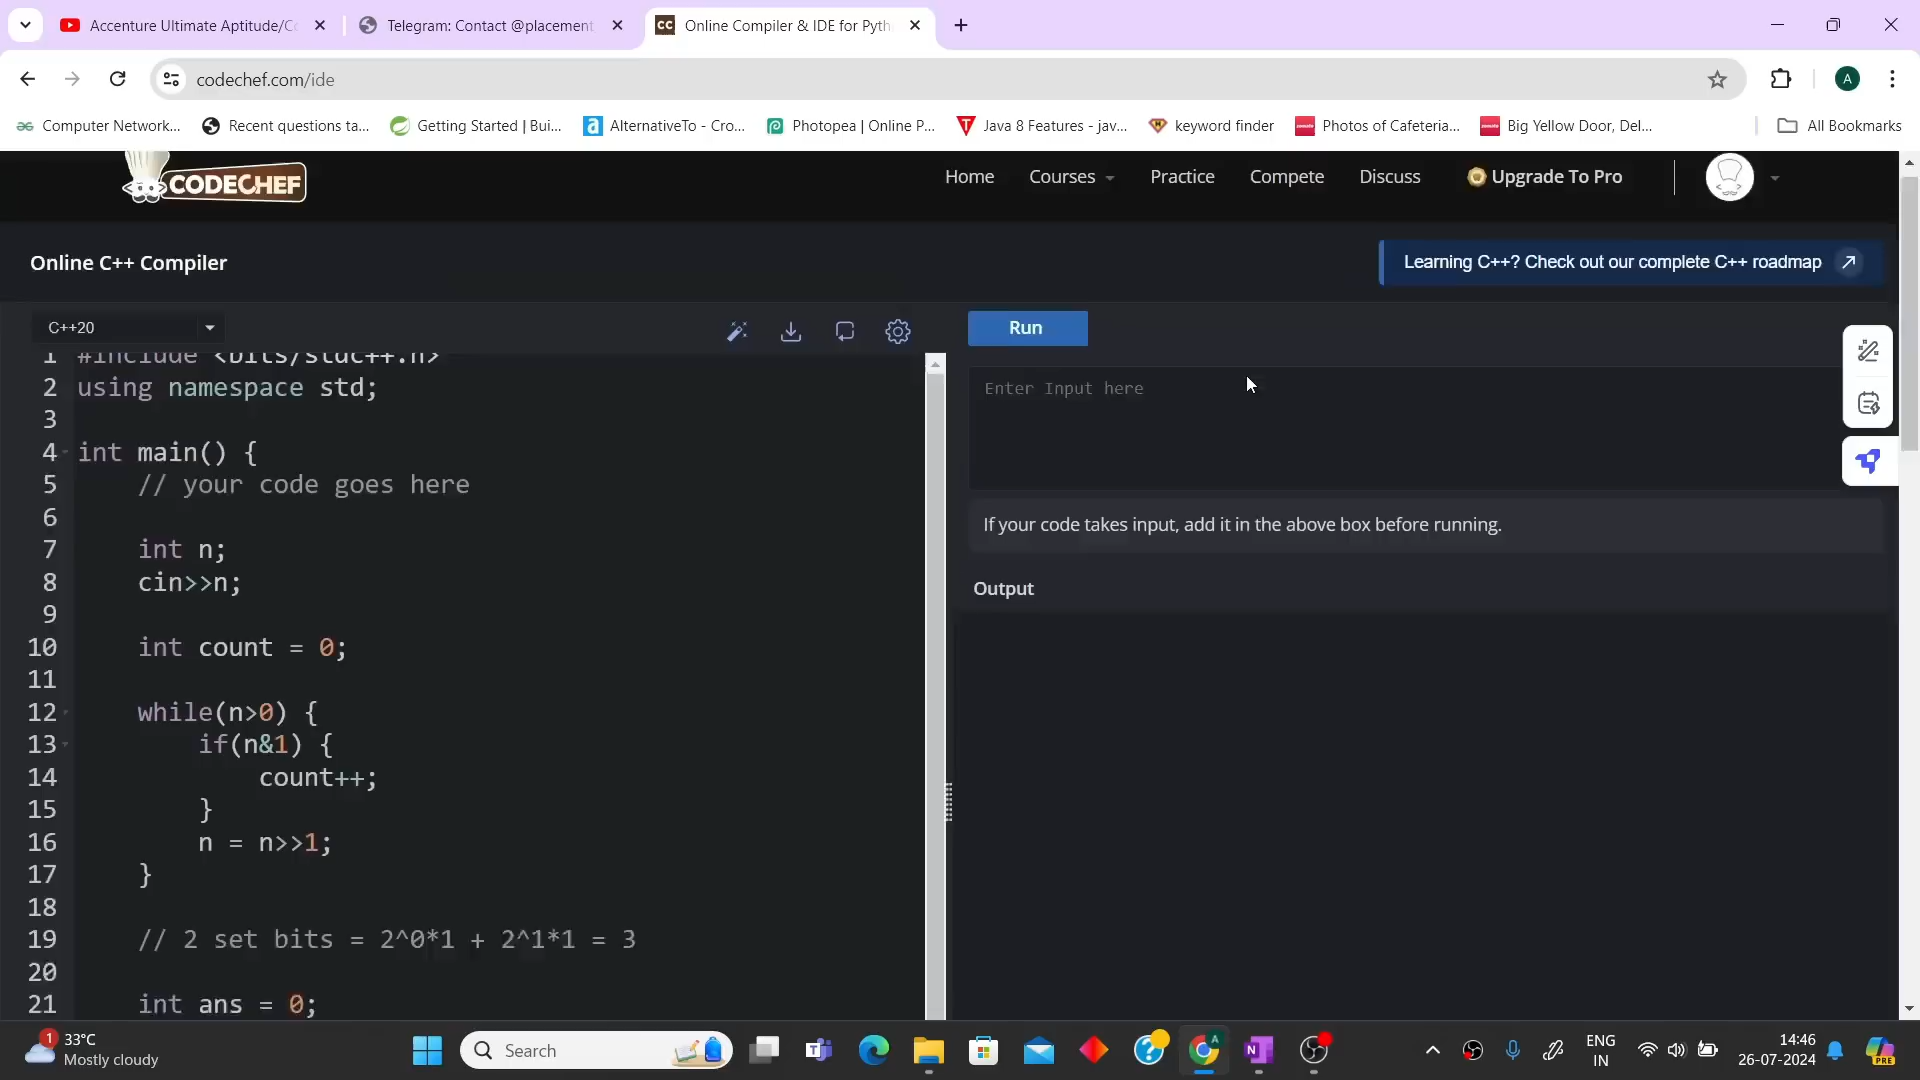 Accenture Ultimate Aptitude/Co
Telegram: Contact @placement
CC Online Compiler & IDE for Pyth
codechef.com/ide
A
Computer Network...
Recent questions ta...
Getting Started | Bui...
AlternativeTo - Cro...
Photopea | Online P...
Java 8 Features - jav...
keyword finder
Photos of Cafeteria...
Big Yellow Door, Del...
All Bookmarks
CODECHEF
Home
Courses
Practice
Compete
Discuss
Upgrade To Pro
Online C++ Compiler
Learning C++? Check out our complete C++ roadmap
C++20
Run
1 #include <bits/stdc++.h>
2 using namespace std;
3
4 int main() {
5 // your code goes here
6
7 int n;
8 cin>>n;
9
10 int count = 0;
11
12 while(n>0) {
13 if(n&1) {
14 count++;
15 }
16 n = n>>1;
17 }
18
19 // 2 set bits = 2^0*1 + 2^1*1 = 3
20
21 int ans = 0;
Enter Input here
If your code takes input, add it in the above box before running.
Output
1
33°C
Mostly cloudy
Search
A
ENG
IN
14:46
26-07-2024
PRE